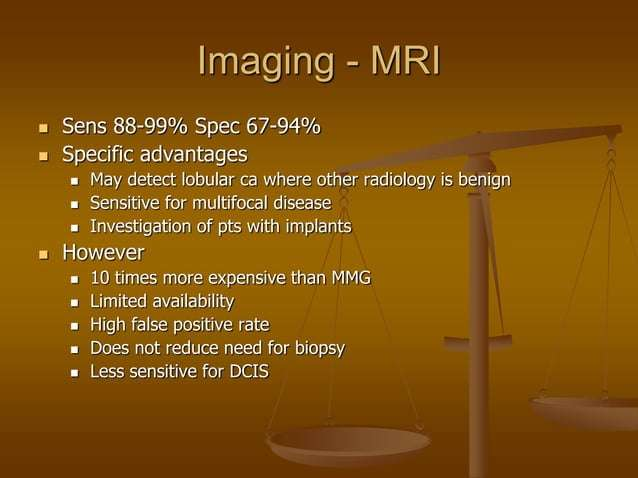 Imaging - MRI
Sens 88-99% Spec 67-94%
Specific advantages
May detect lobular ca where other radiology is benign
Sensitive for multifocal disease
Investigation of pts with implants
However
10 times more expensive than MMG
Limited availability
High false positive rate
Does not reduce need for biopsy
Less sensitive for DCIS